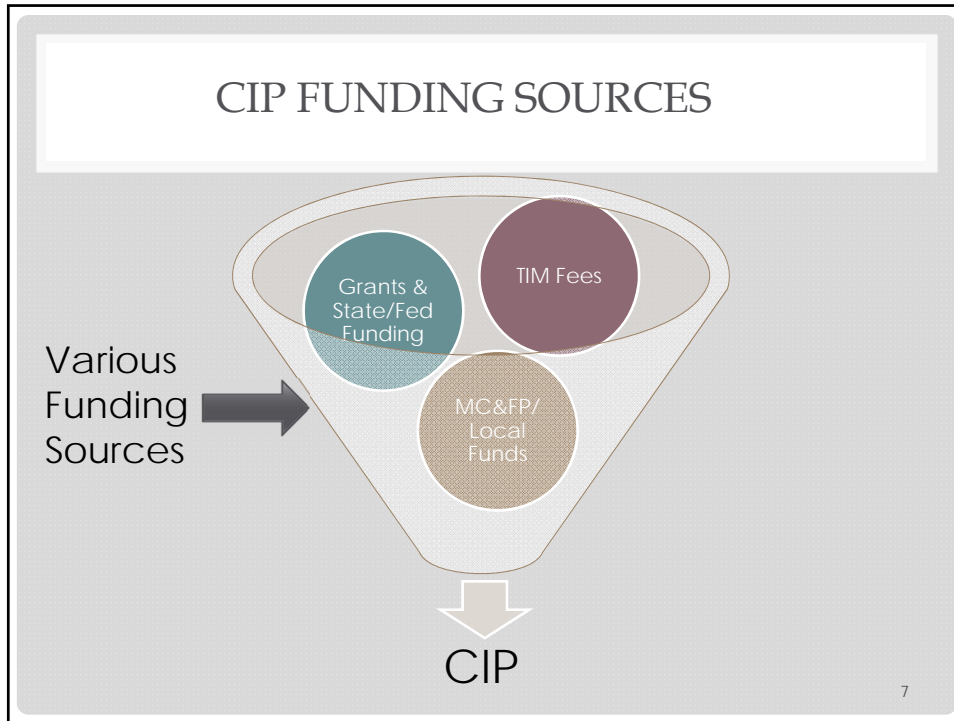 CIP FUNDING SOURCES
Grants &
State/Fed
Funding
TIM Fees
MC&FP/
Local
Funds
Various
Funding
Sources
CIP
7